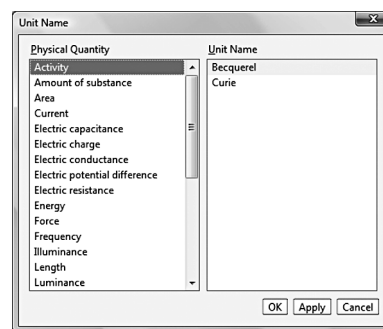 Unit Name
Physical Quantity
Activity
Amount of substance
Area
Current
Electric capacitance
Electric charge
Electric conductance
Electric potential difference
Electric resistance
Energy
Force
Frequency
Illuminance
Length
Luminance
Unit Name
Becquerel
Curie
OK Apply Cancel